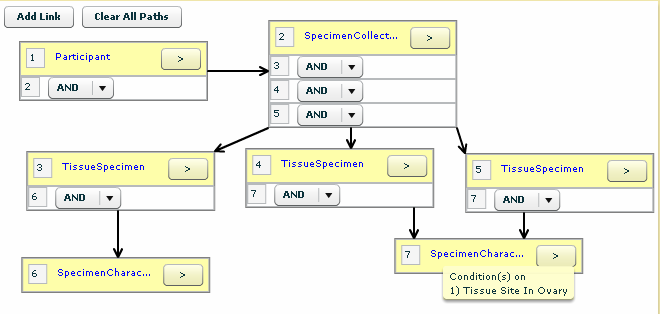 Add Link
Clear All Paths
1 Participant >
2 AND
2 SpecimenCollect... >
3 AND
4 AND
5 AND
3 TissueSpecimen >
6 AND
4 TissueSpecimen >
7 AND
5 TissueSpecimen >
7 AND
6 SpecimenCharac... >
7 SpecimenCharac... >
Condition(s) on
1) Tissue Site In Ovary